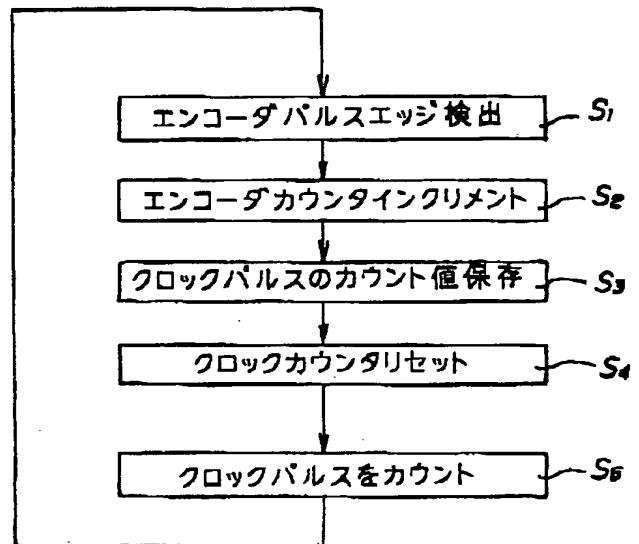 エンコーダパルスエッジ検出 S1
エンコーダカウンタインクリメント S2
クロックパルスのカウント値保存 S3
クロックカウンタリセット S4
クロックパルスをカウント S5